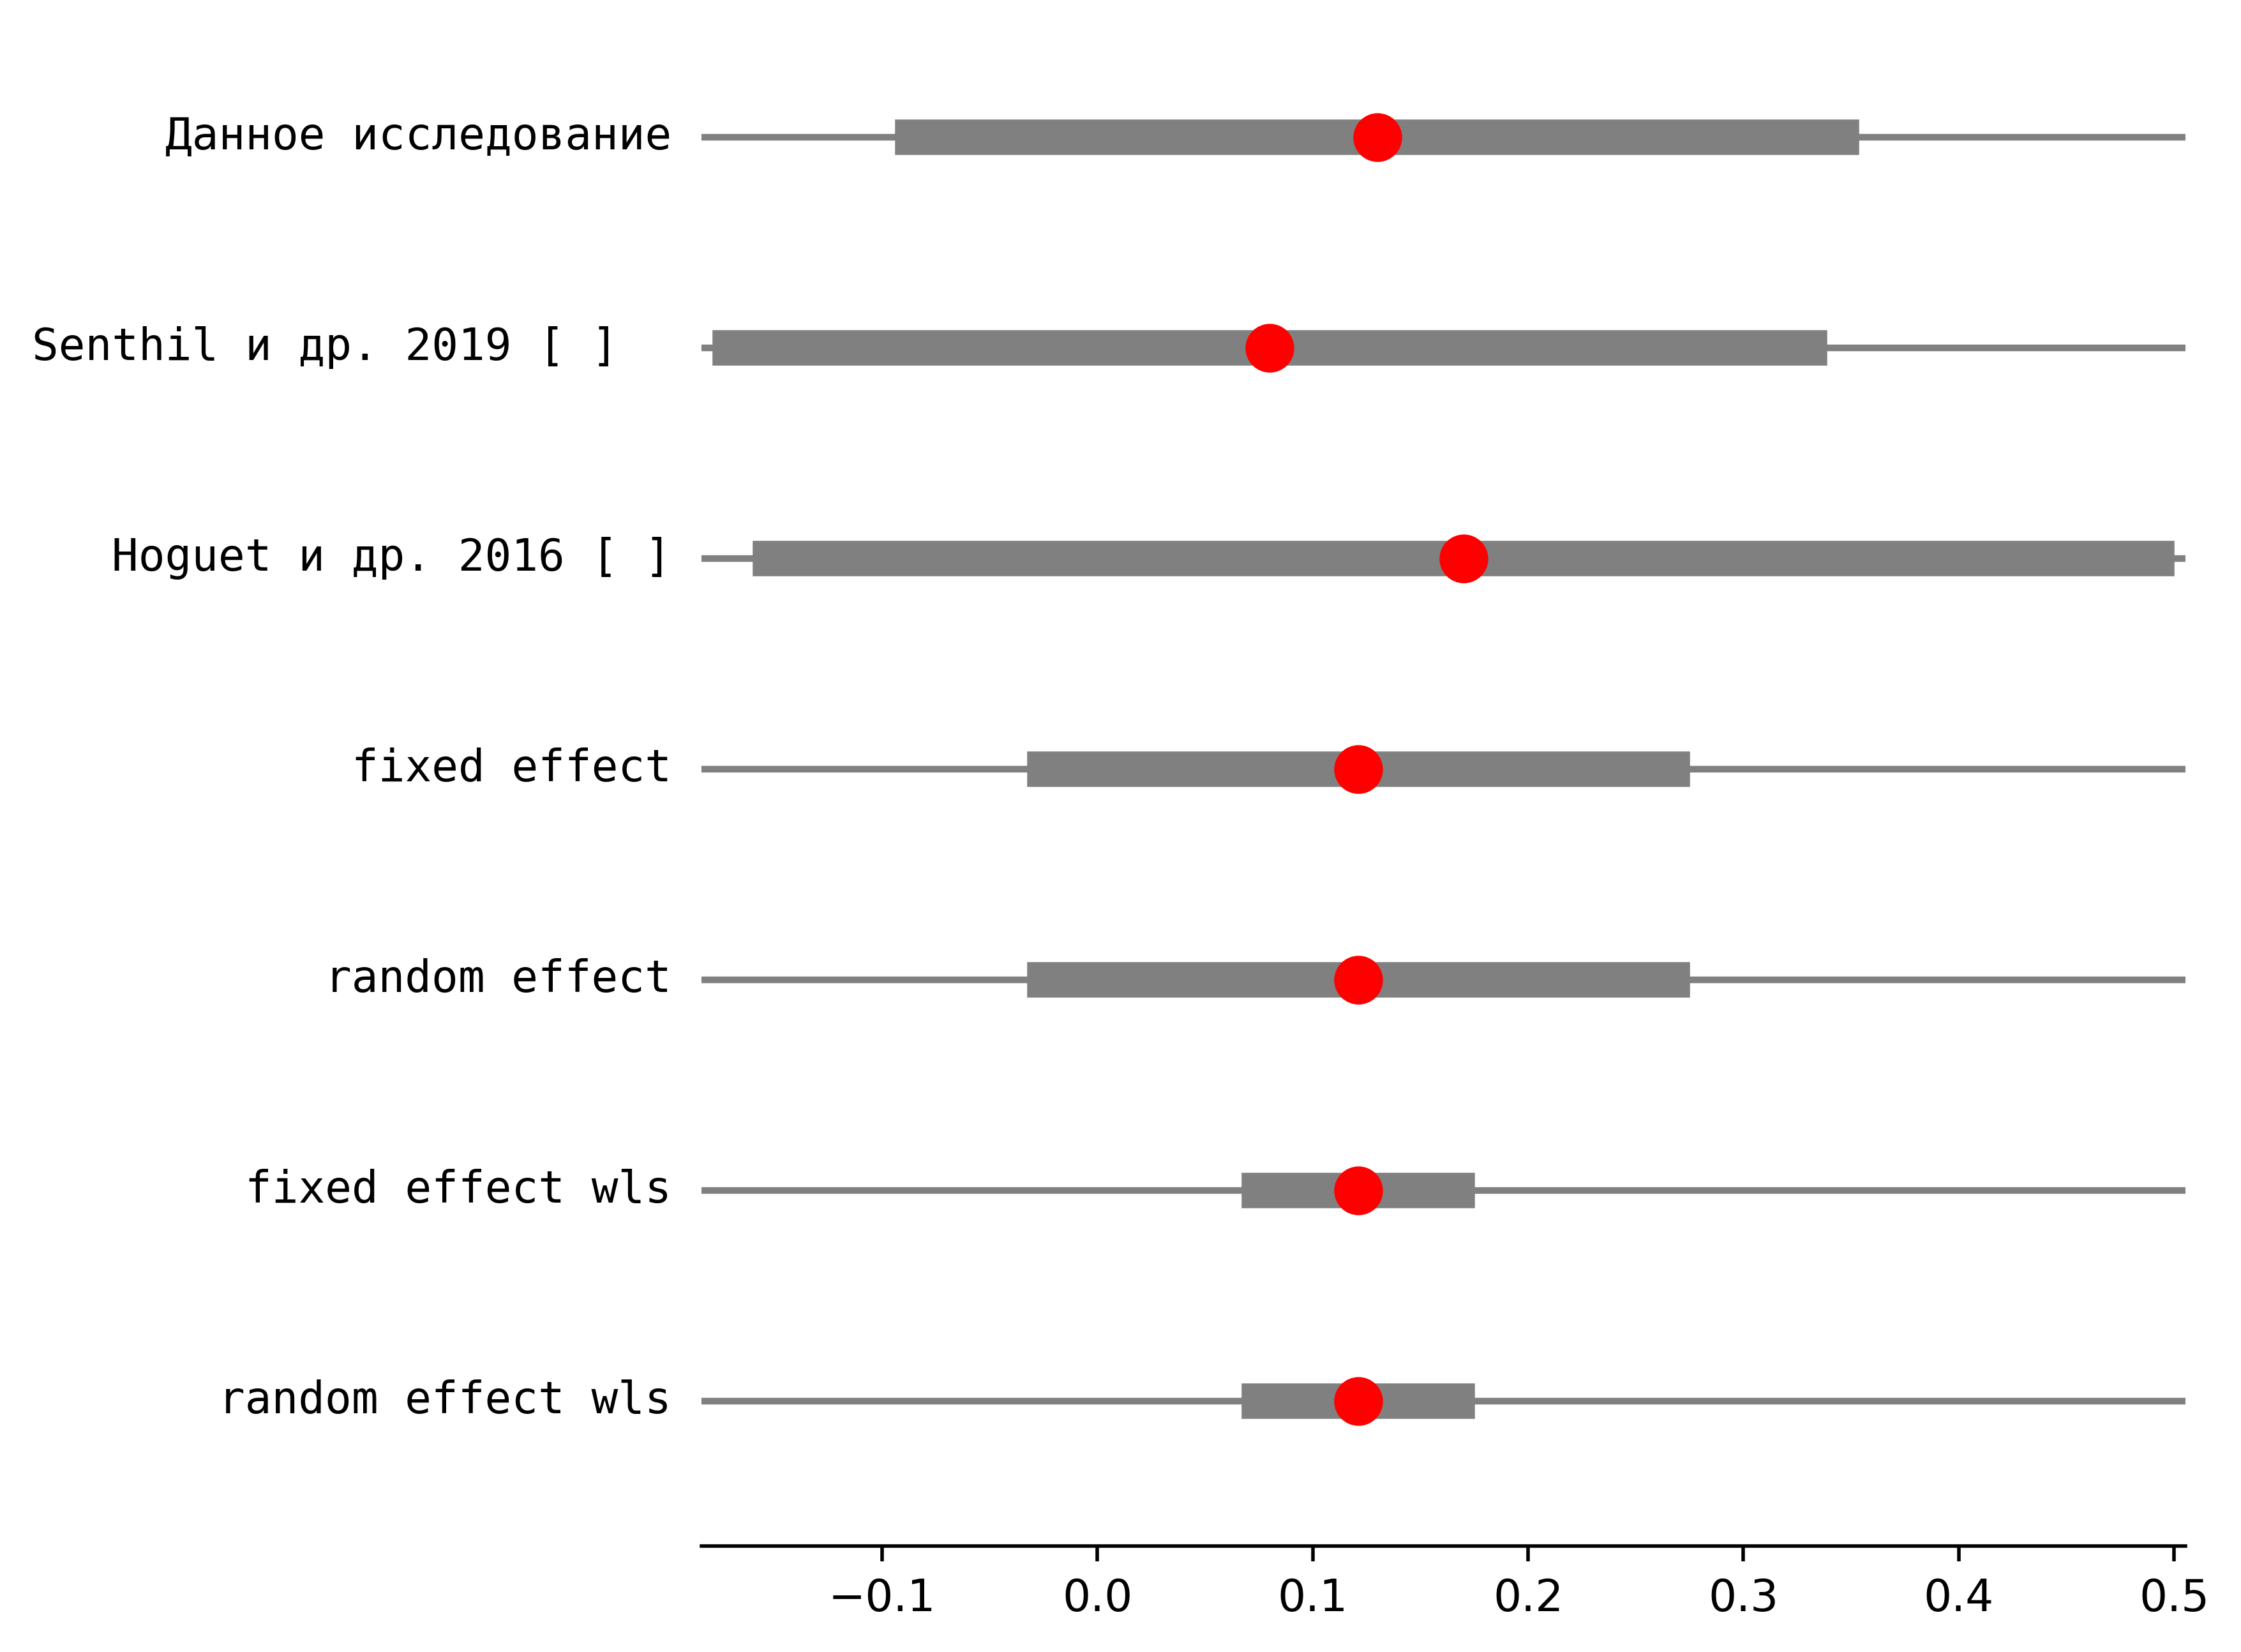 Данное исследование
Senthil и др. 2019 [ ]
Hoguet и др. 2016 [ ]
fixed effect
random effect
fixed effect wls
random effect wls
−0.1 0.0 0.1 0.2 0.3 0.4 0.5